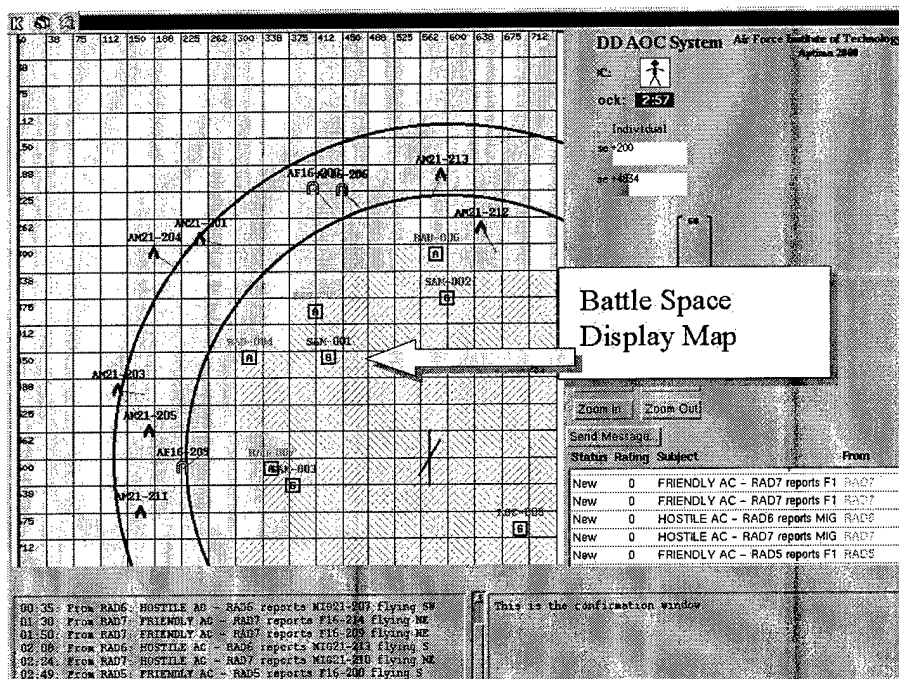 38 75 112 150 188 225 262 300 338 375 412 450 488 525 562 600 638 675 712
DD AOC System
Air Force Institute of Technology
C:
ock: 2:57
Individual
se +200
se +4834
AM21-213
AM21-201
AM21-204
AM21-212
SAM-002
SAM-001
Battle Space
Display Map
AM21-203
AM21-205
AF16-209
AM21-211
Zoom In Zoom Out
Send Message...
Status Rating Subject From
New 0 FRIENDLY AC - RAD7 reports F1 RAD7
New 0 FRIENDLY AC - RAD7 reports F1 RAD7
New 0 HOSTILE AC - RAD6 reports MIG RAD6
New 0 HOSTILE AC - RAD7 reports MIG RAD7
New 0 FRIENDLY AC - RAD5 reports F1 RAD5
00:35: From RAD6: HOSTILE AC - RAD6 reports MIG21-207 flying SW
01:30: From RAD7: FRIENDLY AC - RAD7 reports F16-214 flying NE
01:50: From RAD7: FRIENDLY AC - RAD7 reports F16-209 flying NE
02:08: From RAD6: HOSTILE AC - RAD6 reports MIG21-213 flying S
02:24: From RAD7: HOSTILE AC - RAD7 reports MIG21-210 flying NE
02:49: From RAD5: FRIENDLY AC - RAD5 reports F16-200 flying S
This is the confirmation window